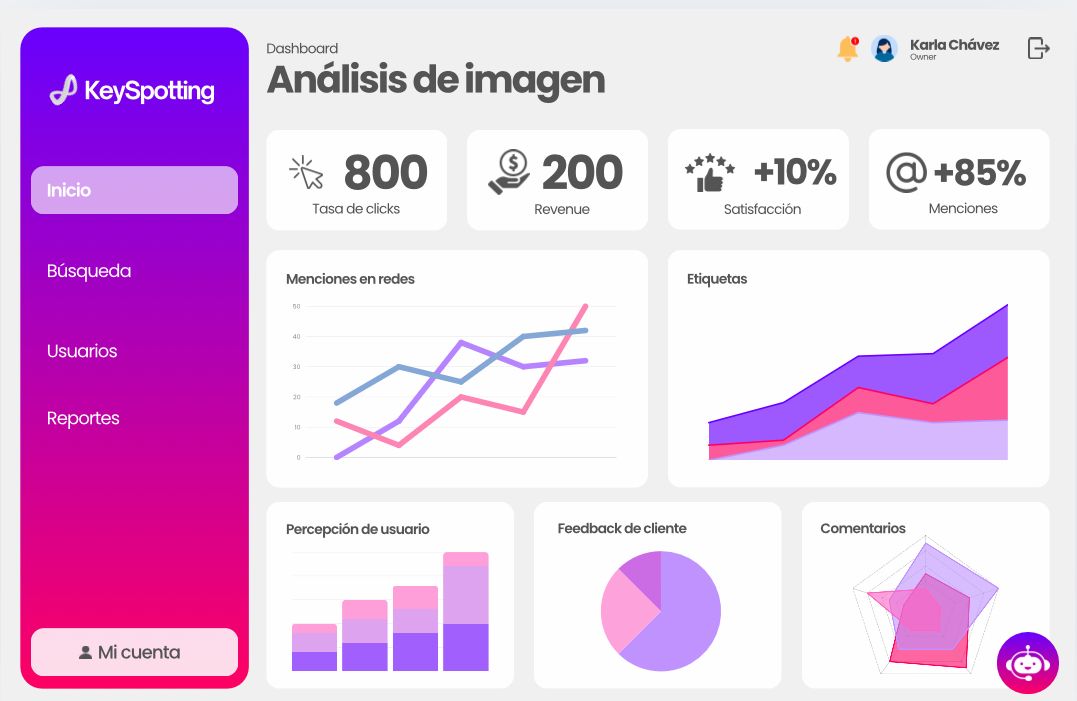 KeySpotting
Inicio
Búsqueda
Usuarios
Reportes
Mi cuenta
Dashboard
Análisis de imagen
Karla Chávez
Owner
800
Tasa de clicks
200
Revenue
+10%
Satisfacción
+85%
Menciones
Menciones en redes
50
40
30
20
10
0
Etiquetas
Percepción de usuario
Feedback de cliente
Comentarios